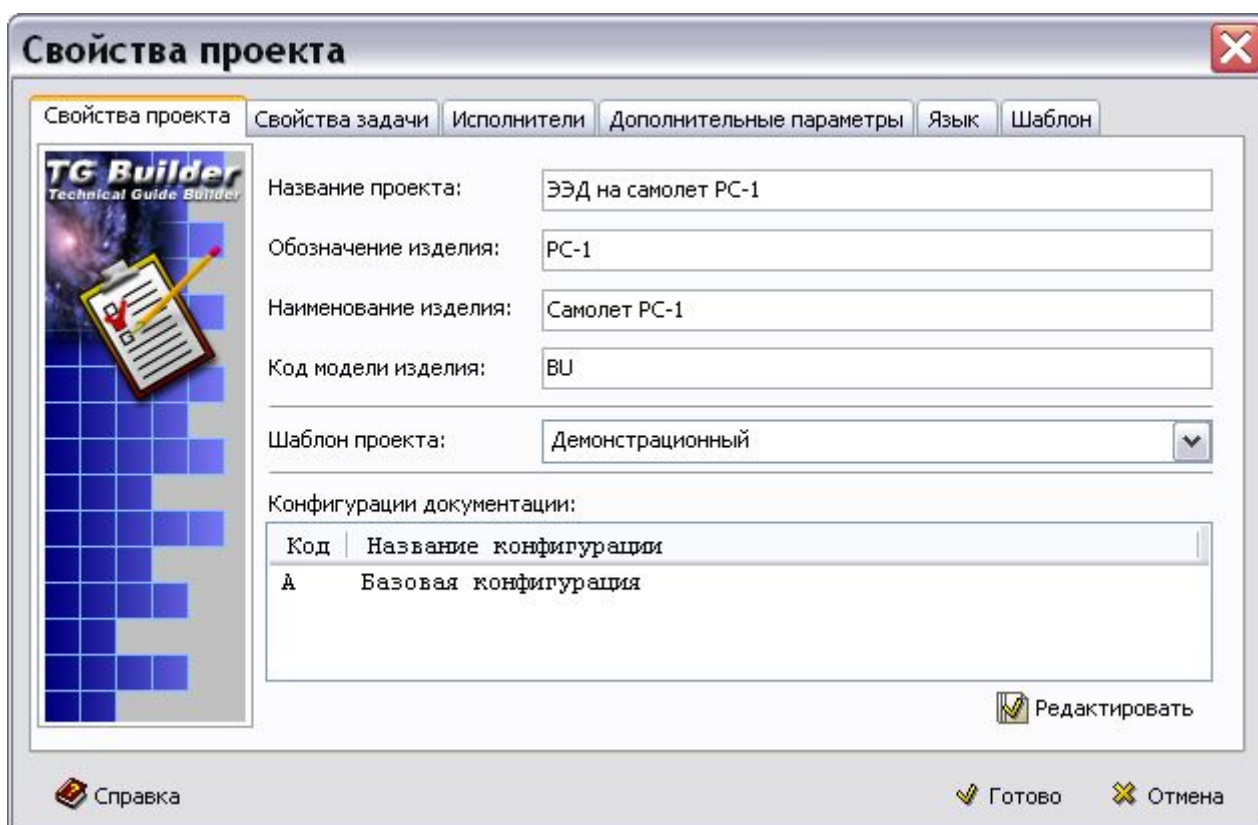 Свойства проекта
Свойства проекта Свойства задачи Исполнители Дополнительные параметры Язык Шаблон
TG Builder
Technical Guide Builder
Название проекта: ЭЭД на самолет РС-1
Обозначение изделия: РС-1
Наименование изделия: Самолет РС-1
Код модели изделия: BU
Шаблон проекта: Демонстрационный
Конфигурации документации:
Код Название конфигурации
A Базовая конфигурация
Редактировать
Справка Готово Отмена